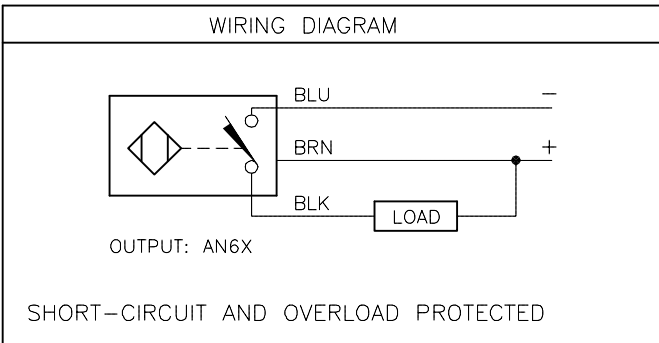 WIRING DIAGRAM
BLU −
BRN +
BLK
LOAD
OUTPUT: AN6X
SHORT-CIRCUIT AND OVERLOAD PROTECTED